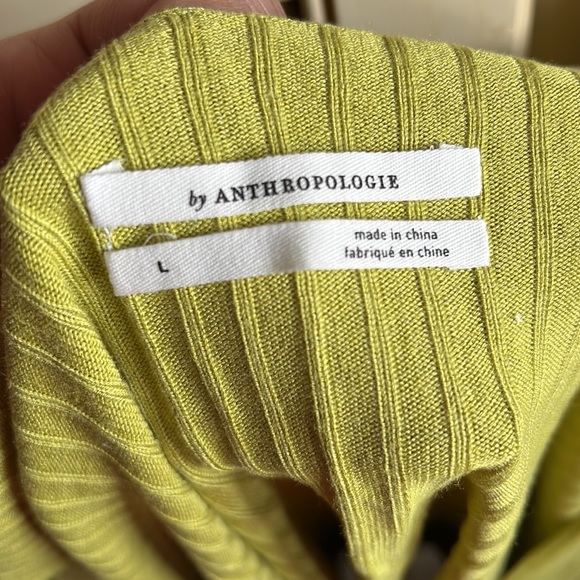 by ANTHROPOLOGIE
L
made in china
fabriqué en chine